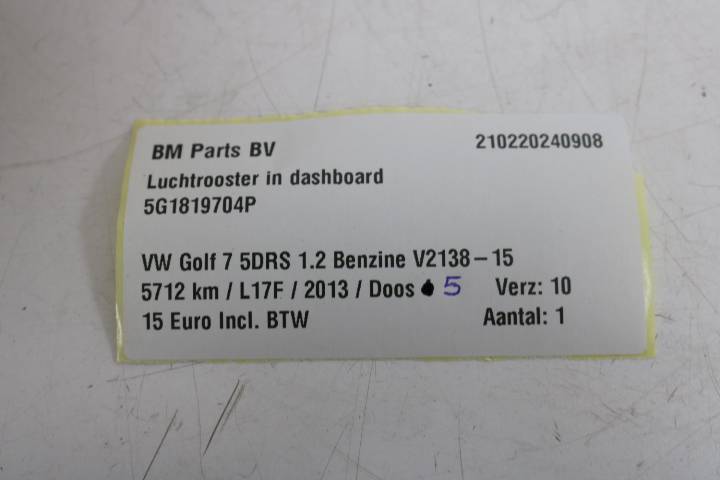 BM Parts BV 210220240908
Luchtrooster in dashboard
5G1819704P
VW Golf 7 5DRS 1.2 Benzine V2138-15
5712 km / L17F / 2013 / Doos 5 Verz: 10
15 Euro Incl. BTW Aantal: 1